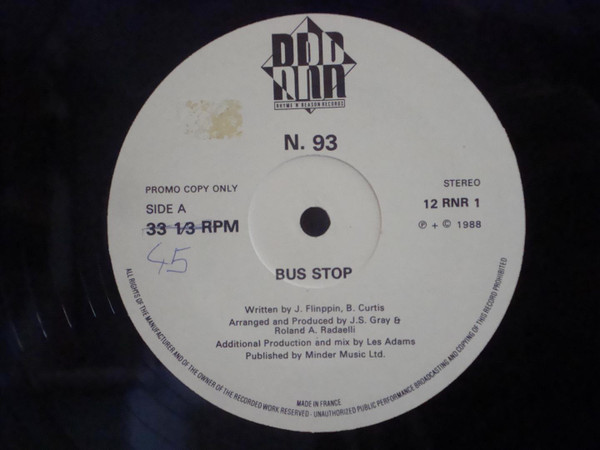 RHYME 'N' REASON RECORDS
N. 93
PROMO COPY ONLY
SIDE A
33 1/3 RPM
45
STEREO
12 RNR 1
℗ + © 1988
BUS STOP
Written by J. Flinppin, B. Curtis
Arranged and Produced by J.S. Gray &
Roland A. Radaelli
Additional Production and mix by Les Adams
Published by Minder Music Ltd.
MADE IN FRANCE
ALL RIGHTS OF THE MANUFACTURER AND OF THE OWNER OF THE RECORDED WORK RESERVED - UNAUTHORIZED PUBLIC PERFORMANCE BROADCASTING AND COPYING OF THIS RECORD PROHIBITED